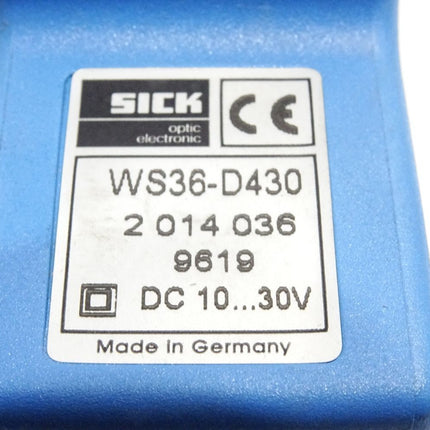 SICK
optic
electronic
CE
WS36-D430
2 014 036
9619
DC 10...30V
Made in Germany